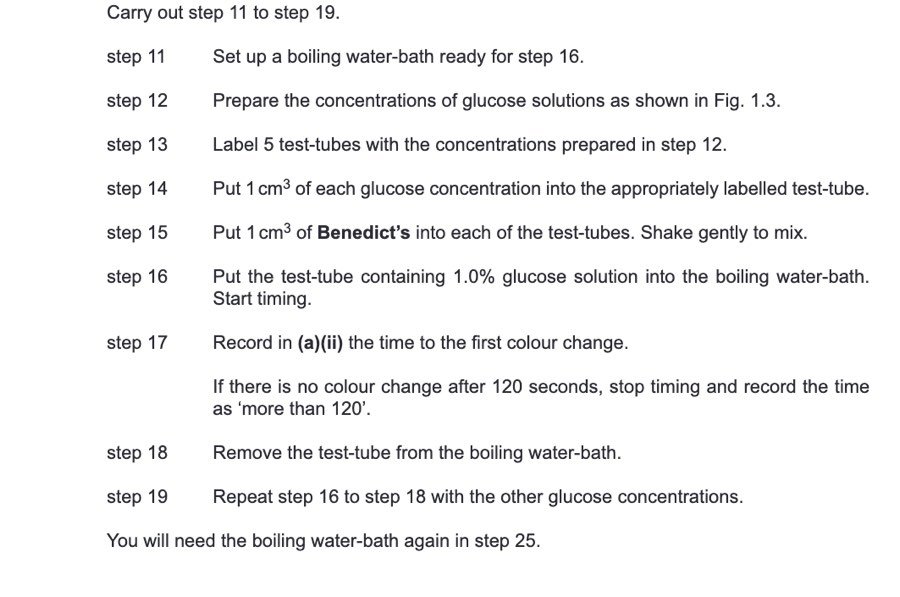 Carry out step 11 to step 19.
step 11 Set up a boiling water-bath ready for step 16.
step 12 Prepare the concentrations of glucose solutions as shown in Fig. 1.3.
step 13 Label 5 test-tubes with the concentrations prepared in step 12.
step 14 Put 1 cm³ of each glucose concentration into the appropriately labelled test-tube.
step 15 Put 1 cm³ of Benedict’s into each of the test-tubes. Shake gently to mix.
step 16 Put the test-tube containing 1.0% glucose solution into the boiling water-bath.
Start timing.
step 17 Record in (a)(ii) the time to the first colour change.
If there is no colour change after 120 seconds, stop timing and record the time
as ‘more than 120’.
step 18 Remove the test-tube from the boiling water-bath.
step 19 Repeat step 16 to step 18 with the other glucose concentrations.
You will need the boiling water-bath again in step 25.